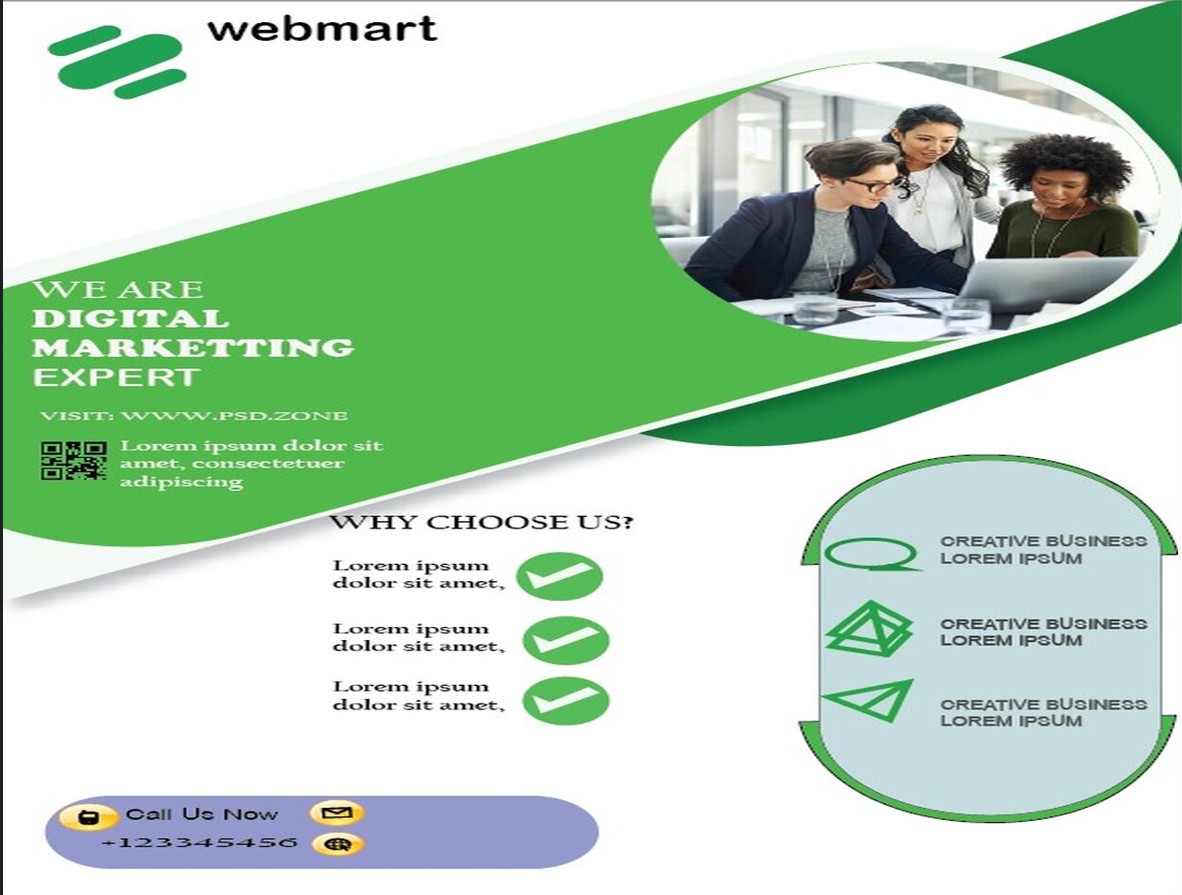 webmart
WE ARE
DIGITAL
MARKETTING
EXPERT
VISIT: WWW.PSD.ZONE
Lorem ipsum dolor sit
amet, consectetuer
adipiscing
WHY CHOOSE US?
Lorem ipsum
dolor sit amet,
Lorem ipsum
dolor sit amet,
Lorem ipsum
dolor sit amet,
CREATIVE BUSINESS
LOREM IPSUM
CREATIVE BUSINESS
LOREM IPSUM
CREATIVE BUSINESS
LOREM IPSUM
Call Us Now
+123345456